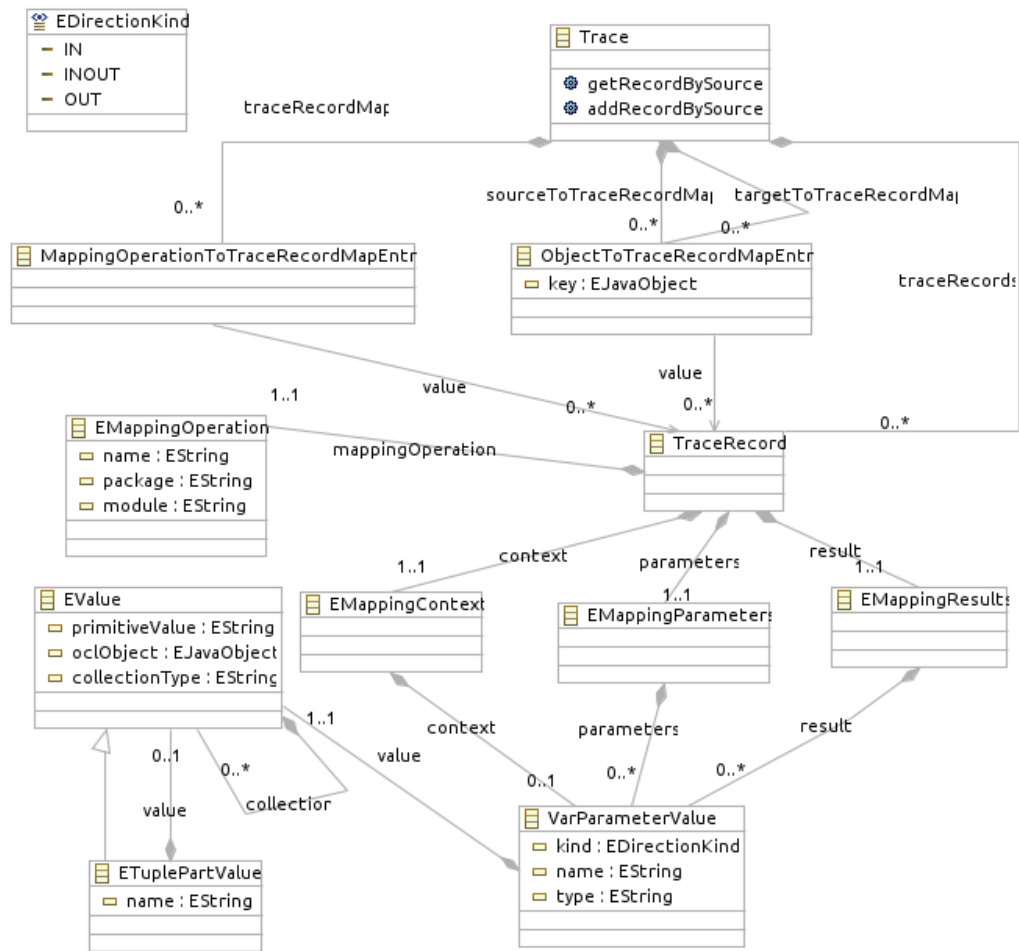 EDirectionKind
IN
INOUT
OUT
Trace
getRecordBySource
addRecordBySource
traceRecordMap
sourceToTraceRecordMap
targetToTraceRecordMap
0..*
0..*
0..*
MappingOperationToTraceRecordMapEntr
ObjectToTraceRecordMapEntr
key : EJavaObject
traceRecords
value
value
1..1
0..*
0..*
0..*
EMappingOperation
name : EString
package : EString
module : EString
mappingOperation
TraceRecord
context
parameters
result
1..1
1..1
1..1
EMappingContext
EMappingParameters
EMappingResults
EValue
primitiveValue : EString
oclObject : EJavaObject
collectionType : EString
1..1
context
parameters
result
0..1
0..*
value
0..1
0..*
0..*
collection
value
VarParameterValue
kind : EDirectionKind
name : EString
type : EString
ETuplePartValue
name : EString